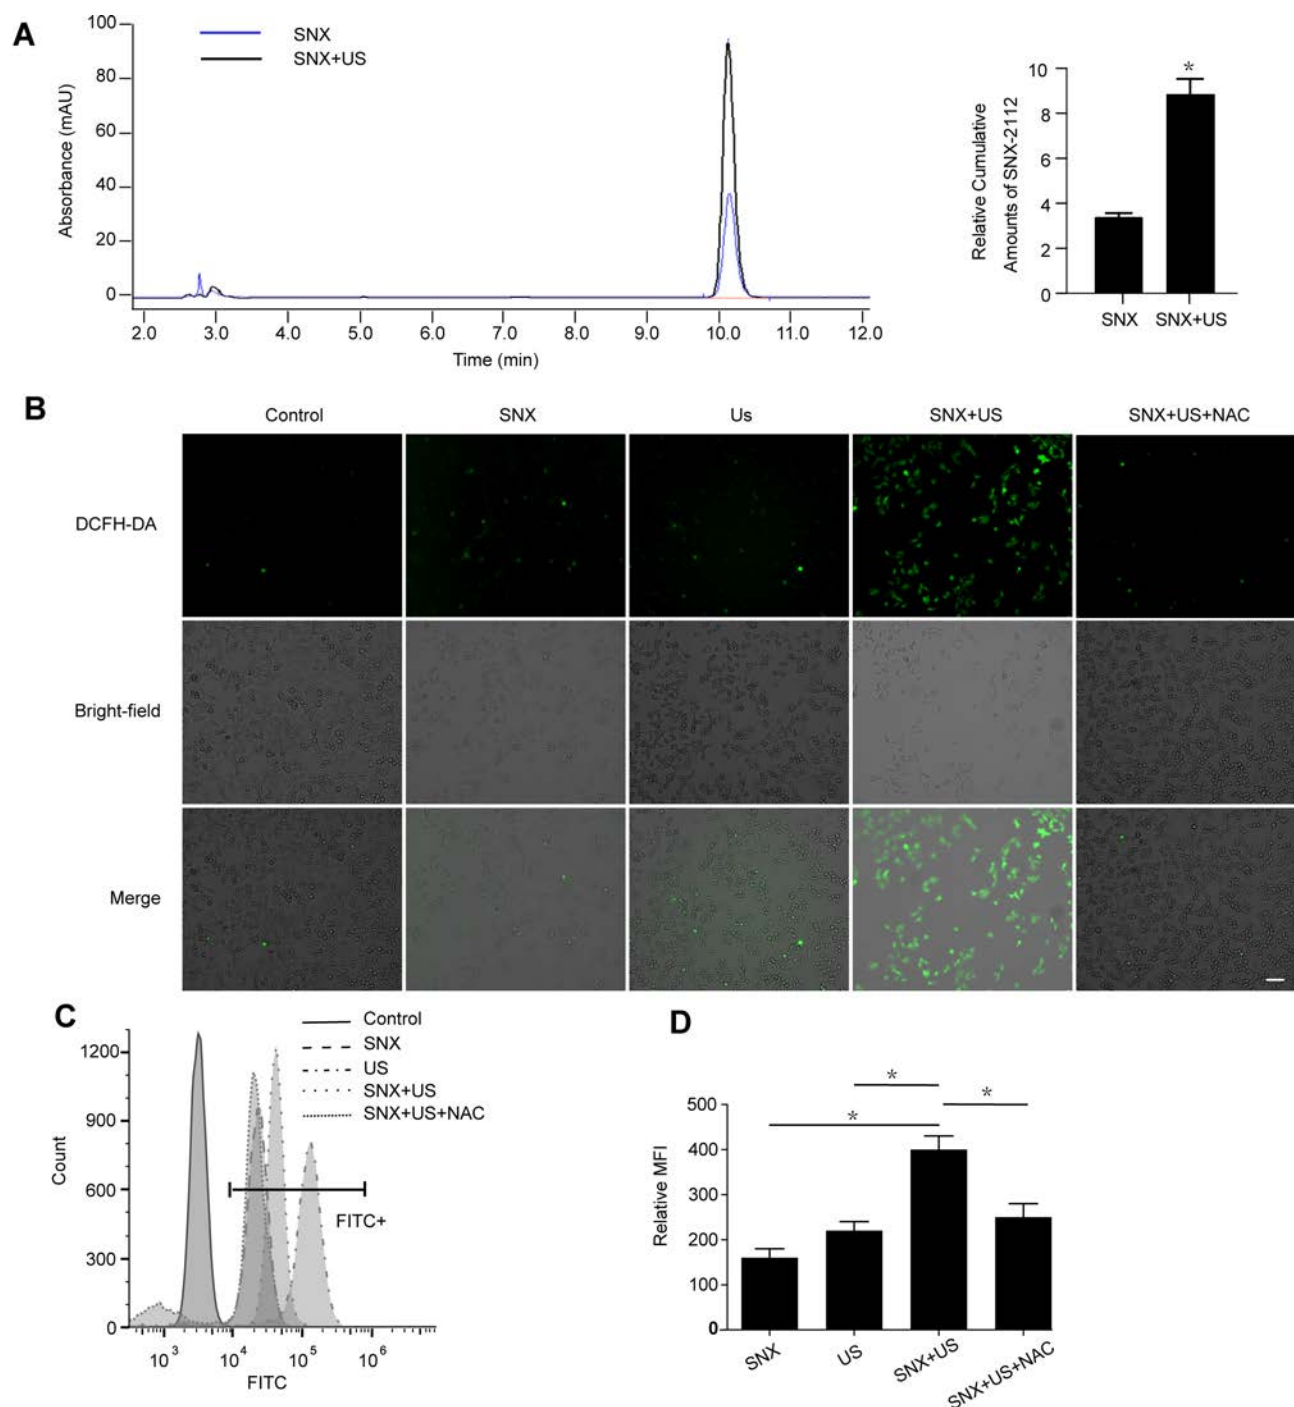 A
SNX
SNX+US
Absorbance (mAU)
100
80
60
40
20
0
2.0 3.0 4.0 5.0 6.0 7.0 8.0 9.0 10.0 11.0 12.0
Time (min)
Relative Cumulative
Amounts of SNX-2112
10
8
6
4
2
0
*
SNX SNX+US
B
Control SNX Us SNX+US SNX+US+NAC
DCFH-DA
Bright-field
Merge
C
Control
SNX
US
SNX+US
SNX+US+NAC
Count
1200
900
600
300
0
FITC+
10³ 10⁴ 10⁵ 10⁶
FITC
D
Relative MFI
500
400
300
200
100
0
*
*
*
SNX
US
SNX+US
SNX+US+NAC